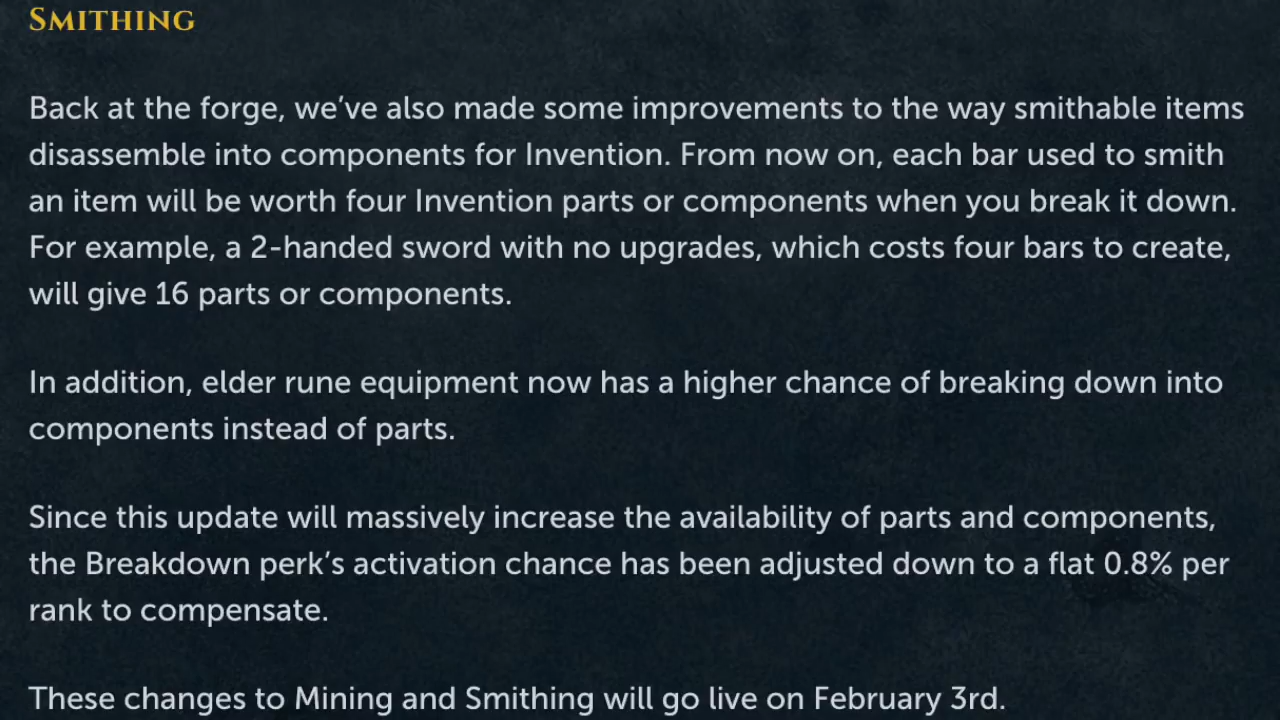 Smithing
Back at the forge, we’ve also made some improvements to the way smithable items
disassemble into components for Invention. From now on, each bar used to smith
an item will be worth four Invention parts or components when you break it down.
For example, a 2-handed sword with no upgrades, which costs four bars to create,
will give 16 parts or components.
In addition, elder rune equipment now has a higher chance of breaking down into
components instead of parts.
Since this update will massively increase the availability of parts and components,
the Breakdown perk’s activation chance has been adjusted down to a flat 0.8% per
rank to compensate.
These changes to Mining and Smithing will go live on February 3rd.